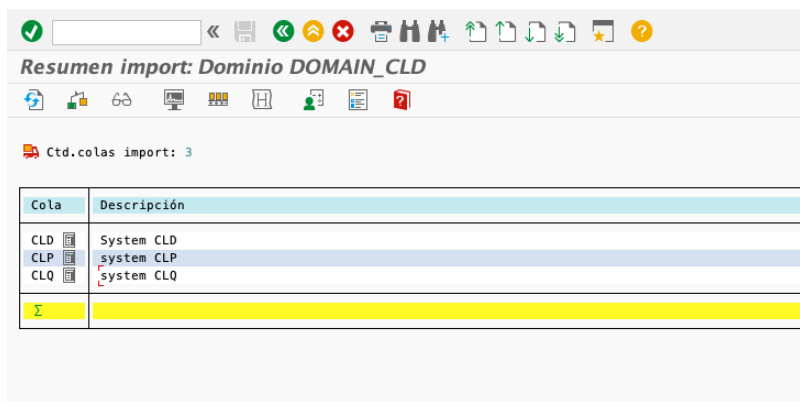 Resumen import: Dominio DOMAIN_CLD
Ctd.colas import: 3
Cola Descripción
CLD System CLD
CLP system CLP
CLQ system CLQ
Σ